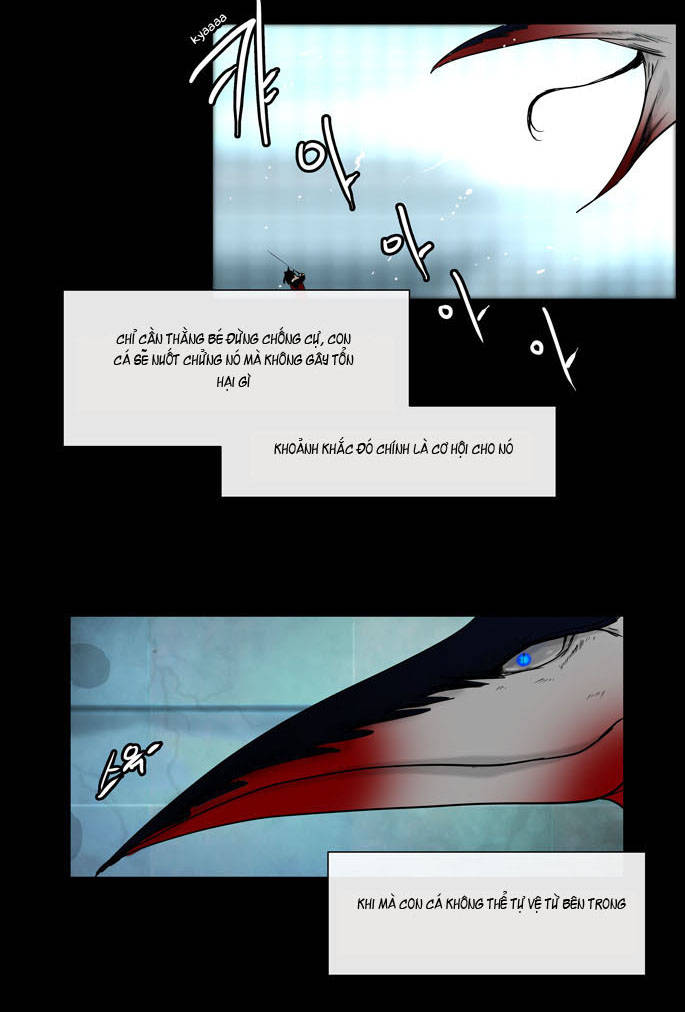 kyaaaa
갸
아
아
아
아
CHỈ CẦN THẰNG BÉ ĐỪNG CHỐNG CỰ, CON
CÁ SẼ NUỐT CHỬNG NÓ MÀ KHÔNG GÂY TỔN
HẠI GÌ
KHOẢNH KHẮC ĐÓ CHÍNH LÀ CƠ HỘI CHO NÓ
스윽
KHI MÀ CON CÁ KHÔNG THỂ TỰ VỆ TỪ BÊN TRONG